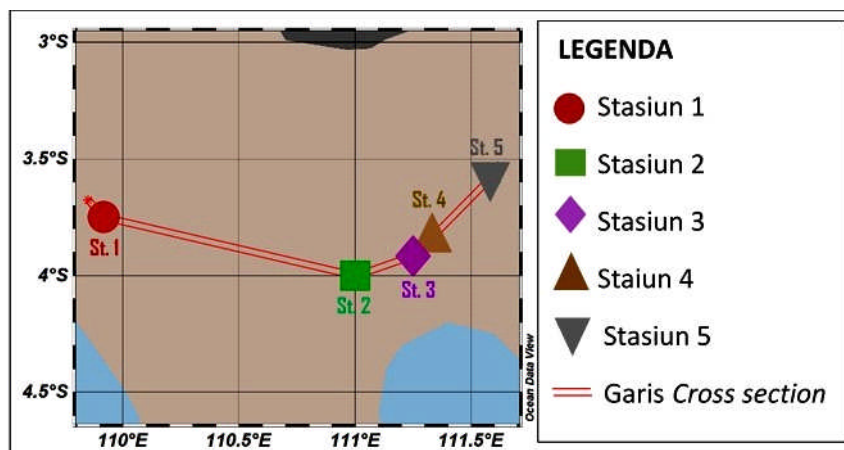 3°S
3.5°S
4°S
4.5°S
110°E
110.5°E
111°E
111.5°E
St. 1
St. 2
St. 3
St. 4
St. 5
Ocean Data View
LEGENDA
Stasiun 1
Stasiun 2
Stasiun 3
Staiun 4
Stasiun 5
Garis Cross section